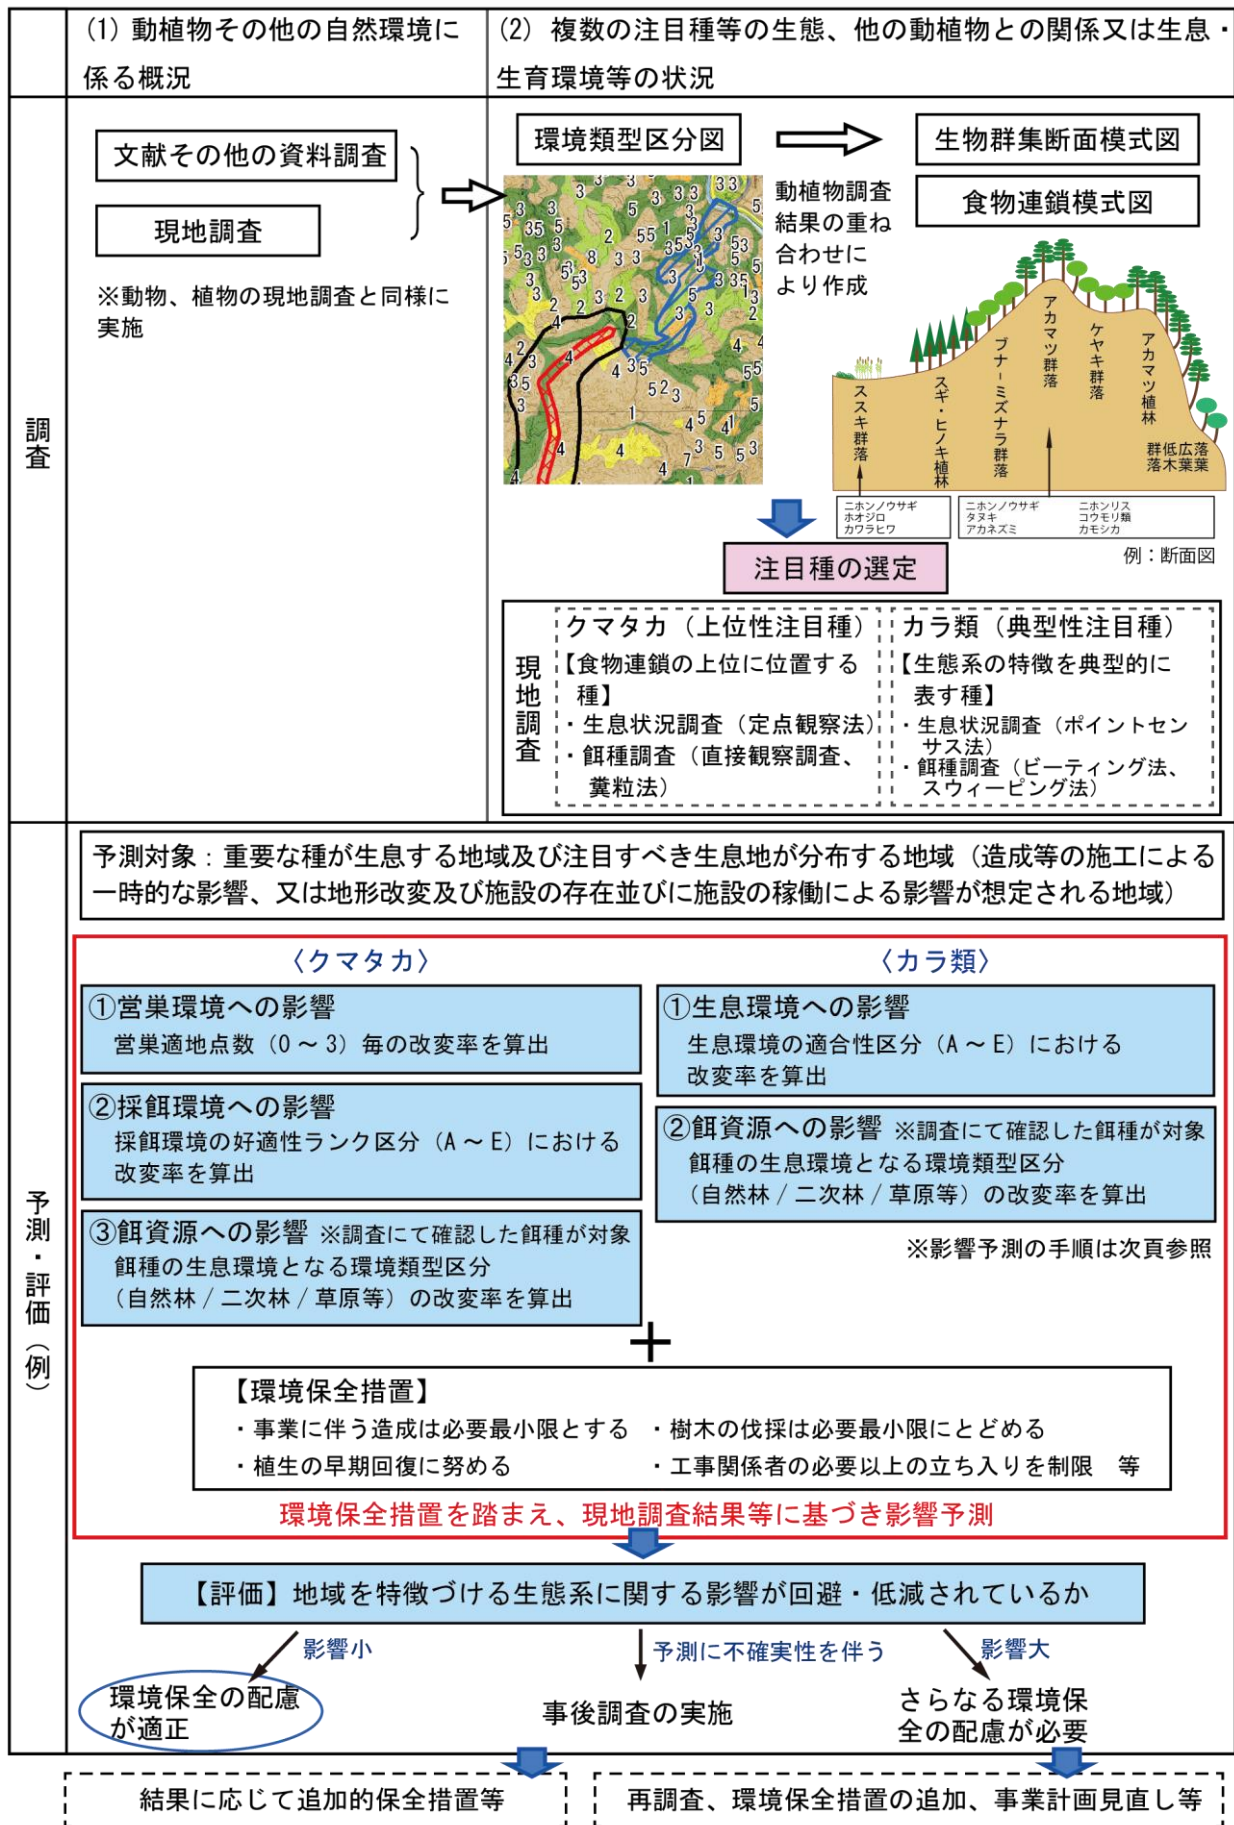 (1) 動植物その他の自然環境に
係る概況
(2) 複数の注目種等の生態、他の動植物との関係又は生息・
生育環境等の状況
調査
文献その他の資料調査
現地調査
※動物、植物の現地調査と同様に
実施
環境類型区分図
動植物調査
結果の重ね
合わせに
より作成
生物群集断面模式図
食物連鎖模式図
ススキ群落
スギ・ヒノキ植林
ブナ－ミズナラ群落
アカマツ群落
ケヤキ群落
アカマツ植林
落葉
広葉
低木
群落
ニホンノウサギ
ホオジロ
カワラヒワ
ニホンノウサギ
タヌキ
アカネズミ
ニホンリス
コウモリ類
カモシカ
例：断面図
注目種の選定
現地調査
クマタカ（上位性注目種）
【食物連鎖の上位に位置する
種】
・生息状況調査（定点観察法）
・餌種調査（直接観察調査、
糞粒法）
カラ類（典型性注目種）
【生態系の特徴を典型的に
表す種】
・生息状況調査（ポイントセン
サス法）
・餌種調査（ビーティング法、
スウィーピング法）
予測・評価（例）
予測対象：重要な種が生息する地域及び注目すべき生息地が分布する地域（造成等の施工による
一時的な影響、又は地形改変及び施設の存在並びに施設の稼働による影響が想定される地域）
〈クマタカ〉
①営巣環境への影響
営巣適地点数（0 ～ 3）毎の改変率を算出
②採餌環境への影響
採餌環境の好適性ランク区分（A ～ E）における
改変率を算出
③餌資源への影響 ※調査にて確認した餌種が対象
餌種の生息環境となる環境類型区分
（自然林 / 二次林 / 草原等）の改変率を算出
〈カラ類〉
①生息環境への影響
生息環境の適合性区分（A ～ E）における
改変率を算出
②餌資源への影響 ※調査にて確認した餌種が対象
餌種の生息環境となる環境類型区分
（自然林 / 二次林 / 草原等）の改変率を算出
※影響予測の手順は次頁参照
＋
【環境保全措置】
・事業に伴う造成は必要最小限とする ・樹木の伐採は必要最小限にとどめる
・植生の早期回復に努める ・工事関係者の必要以上の立ち入りを制限 等
環境保全措置を踏まえ、現地調査結果等に基づき影響予測
【評価】地域を特徴づける生態系に関する影響が回避・低減されているか
影響小
予測に不確実性を伴う
影響大
環境保全の配慮
が適正
事後調査の実施
さらなる環境保
全の配慮が必要
結果に応じて追加的保全措置等
再調査、環境保全措置の追加、事業計画見直し等